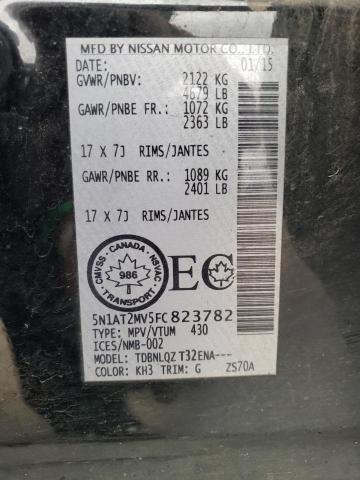 MFD BY NISSAN MOTOR CO., LTD.
DATE: 01/15
GVWR/PNBV: 2122 KG
4679 LB
GAWR/PNBE FR.: 1072 KG
2363 LB
17 X 7J RIMS/JANTES
GAWR/PNBE RR.: 1089 KG
2401 LB
17 X 7J RIMS/JANTES
CANADA
CMVSS NSVAC
986
TRANSPORT
EC
5N1AT2MV5FC823782
TYPE: MPV/VTUM 430
ICES/NMB-002
MODEL: TDBNLQZ T32ENA---
COLOR: KH3 TRIM: G ZS70A